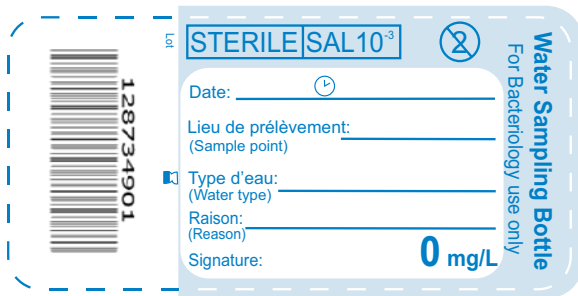 128734901
Lot
STERILE SAL10-3
2
Date:
Lieu de prélèvement:
(Sample point)
Type d'eau:
(Water type)
Raison:
(Reason)
Signature:
0 mg/L
Water Sampling Bottle
For Bacteriology use only